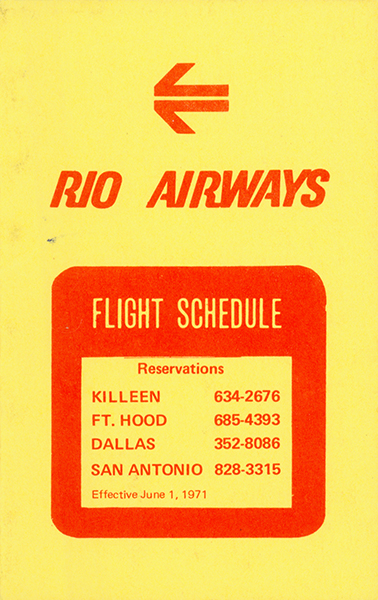 RIO AIRWAYS
FLIGHT SCHEDULE
Reservations
KILLEEN 634-2676
FT. HOOD 685-4393
DALLAS 352-8086
SAN ANTONIO 828-3315
Effective June 1, 1971